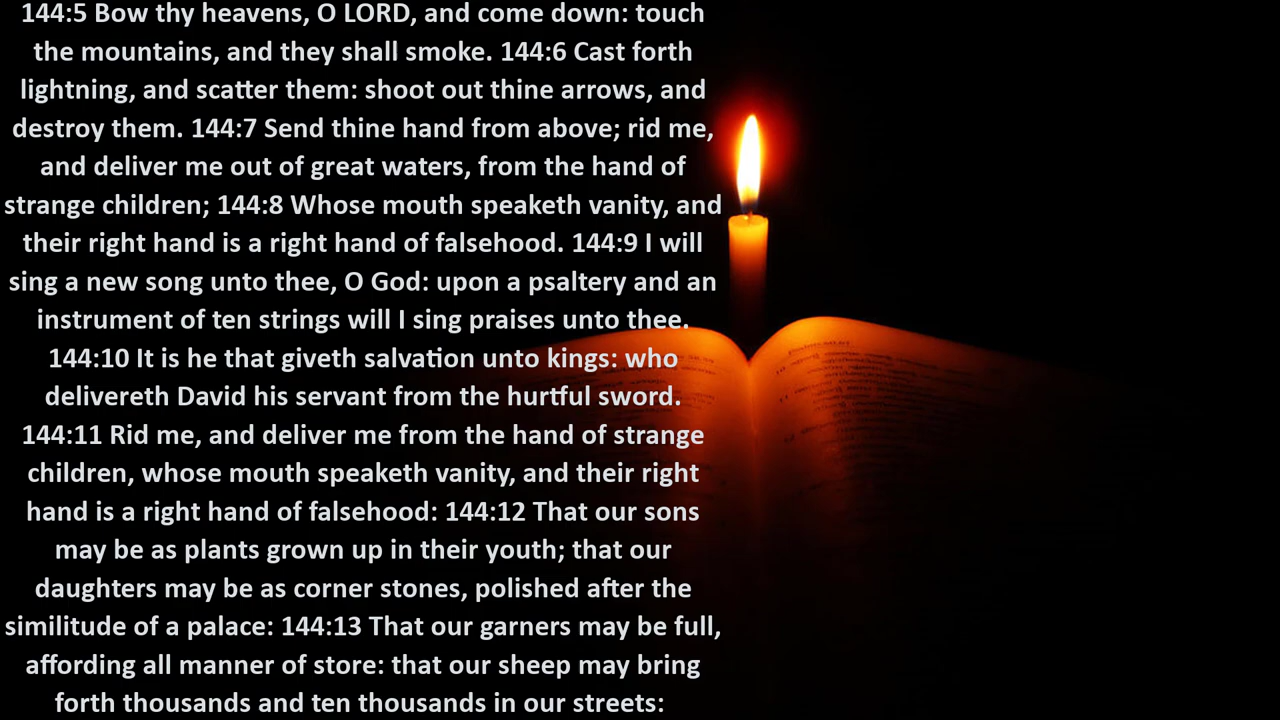 144:5 Bow thy heavens, O LORD, and come down: touch
the mountains, and they shall smoke. 144:6 Cast forth
lightning, and scatter them: shoot out thine arrows, and
destroy them. 144:7 Send thine hand from above; rid me,
and deliver me out of great waters, from the hand of
strange children; 144:8 Whose mouth speaketh vanity, and
their right hand is a right hand of falsehood. 144:9 I will
sing a new song unto thee, O God: upon a psaltery and an
instrument of ten strings will I sing praises unto thee.
144:10 It is he that giveth salvation unto kings: who
delivereth David his servant from the hurtful sword.
144:11 Rid me, and deliver me from the hand of strange
children, whose mouth speaketh vanity, and their right
hand is a right hand of falsehood: 144:12 That our sons
may be as plants grown up in their youth; that our
daughters may be as corner stones, polished after the
similitude of a palace: 144:13 That our garners may be full,
affording all manner of store: that our sheep may bring
forth thousands and ten thousands in our streets: